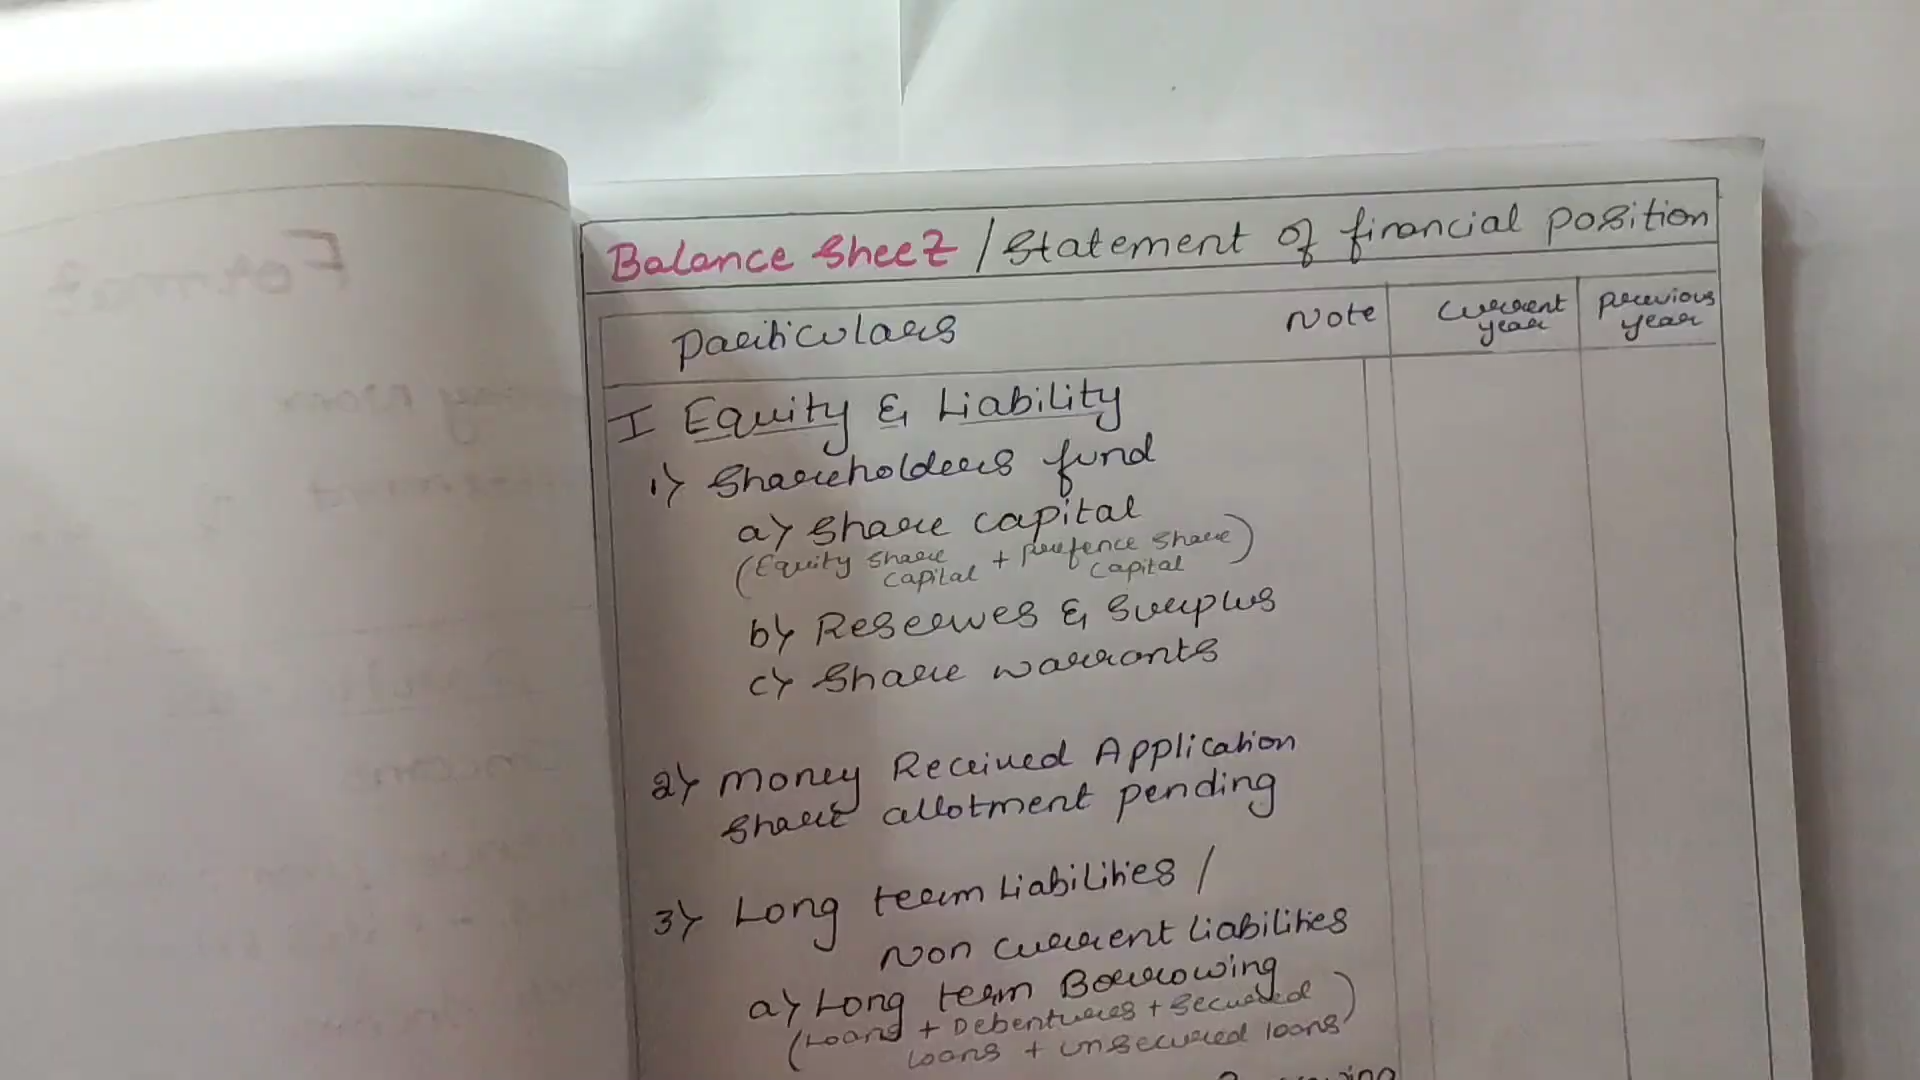 Balance Sheet / Statement of financial position
Particulars Note Current year previous year
I Equity & Liability
1) Shareholders fund
a) Share capital
(Equity Share capital + prefence Share capital)
b) Reserves & Surplus
c) Share warrants
2) Money Received Application
Share allotment pending
3) Long term Liabilities /
Non current liabilities
a) Long term Borrowing
(Loans + Debentures + Secured
loans + unsecured loans)
Format